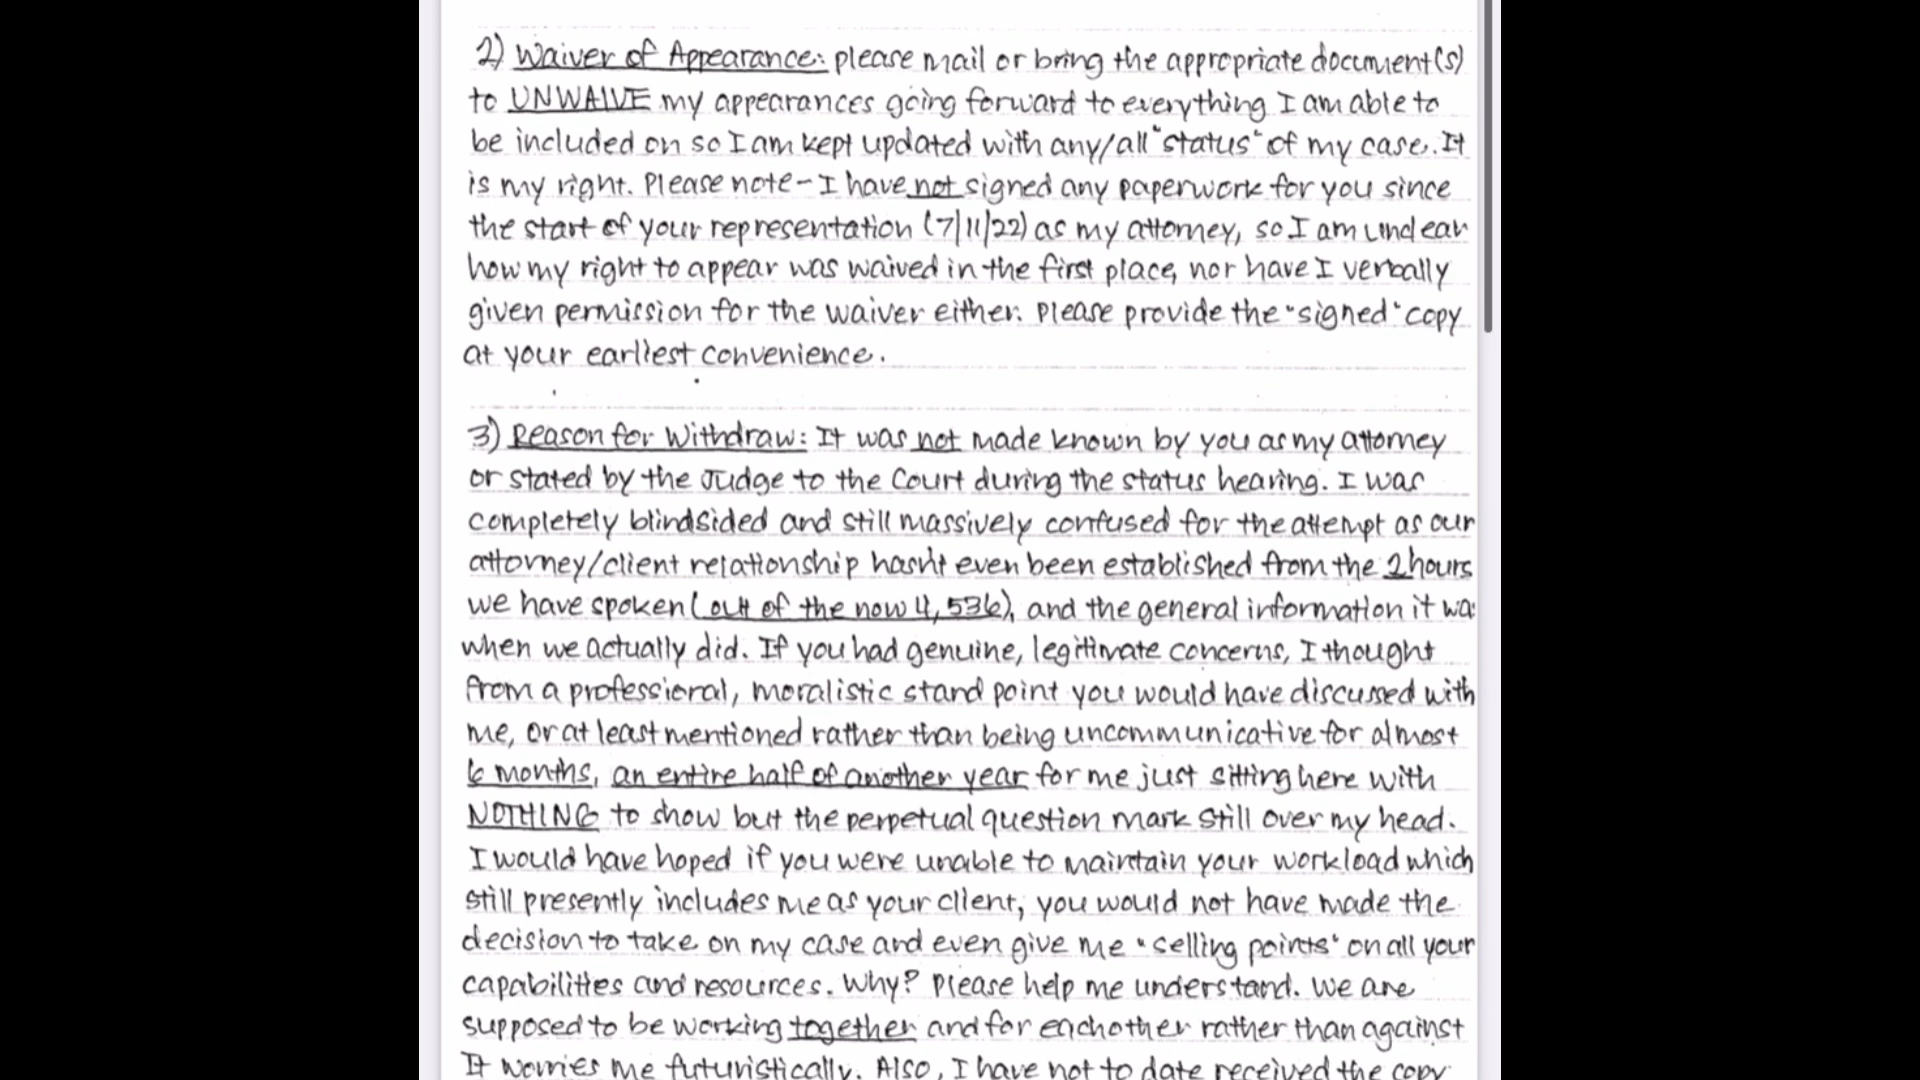 2) Waiver of Appearance: please mail or bring the appropriate document(s)
to UNWAIVE my appearances going forward to everything I am able to
be included on so I am kept updated with any/all "status" of my case. It
is my right. Please note - I have not signed any paperwork for you since
the start of your representation (7/11/22) as my attorney, so I am unclear
how my right to appear was waived in the first place, nor have I verbally
given permission for the waiver either. Please provide the "signed" copy
at your earliest convenience.
3) Reason for Withdraw: It was not made known by you as my attorney
or stated by the Judge to the Court during the status hearing. I was
completely blindsided and still massively confused for the attempt as our
attorney/client relationship hasn't even been established from the 2 hours
we have spoken (out of the now 4,536), and the general information it wa
when we actually did. If you had genuine, legitimate concerns, I thought
from a professional, moralistic stand point you would have discussed with
me, or at least mentioned rather than being uncommunicative for almost
6 months, an entire half of another year for me just sitting here with
NOTHING to show but the perpetual question mark still over my head.
I would have hoped if you were unable to maintain your workload which
still presently includes me as your client, you would not have made the
decision to take on my case and even give me "selling points" on all your
capabilities and resources. Why? Please help me understand. We are
supposed to be working together and for eachother rather than against
It worries me futuristically. Also, I have not to date received the copy